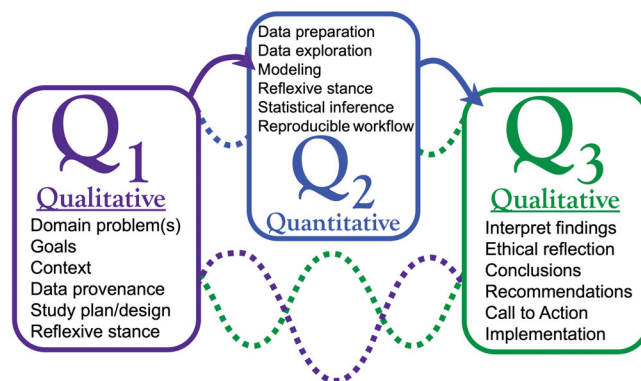 Q1
Qualitative
Domain problem(s)
Goals
Context
Data provenance
Study plan/design
Reflexive stance
Data preparation
Data exploration
Modeling
Reflexive stance
Statistical inference
Reproducible workflow
Q2
Quantitative
Q3
Qualitative
Interpret findings
Ethical reflection
Conclusions
Recommendations
Call to Action
Implementation